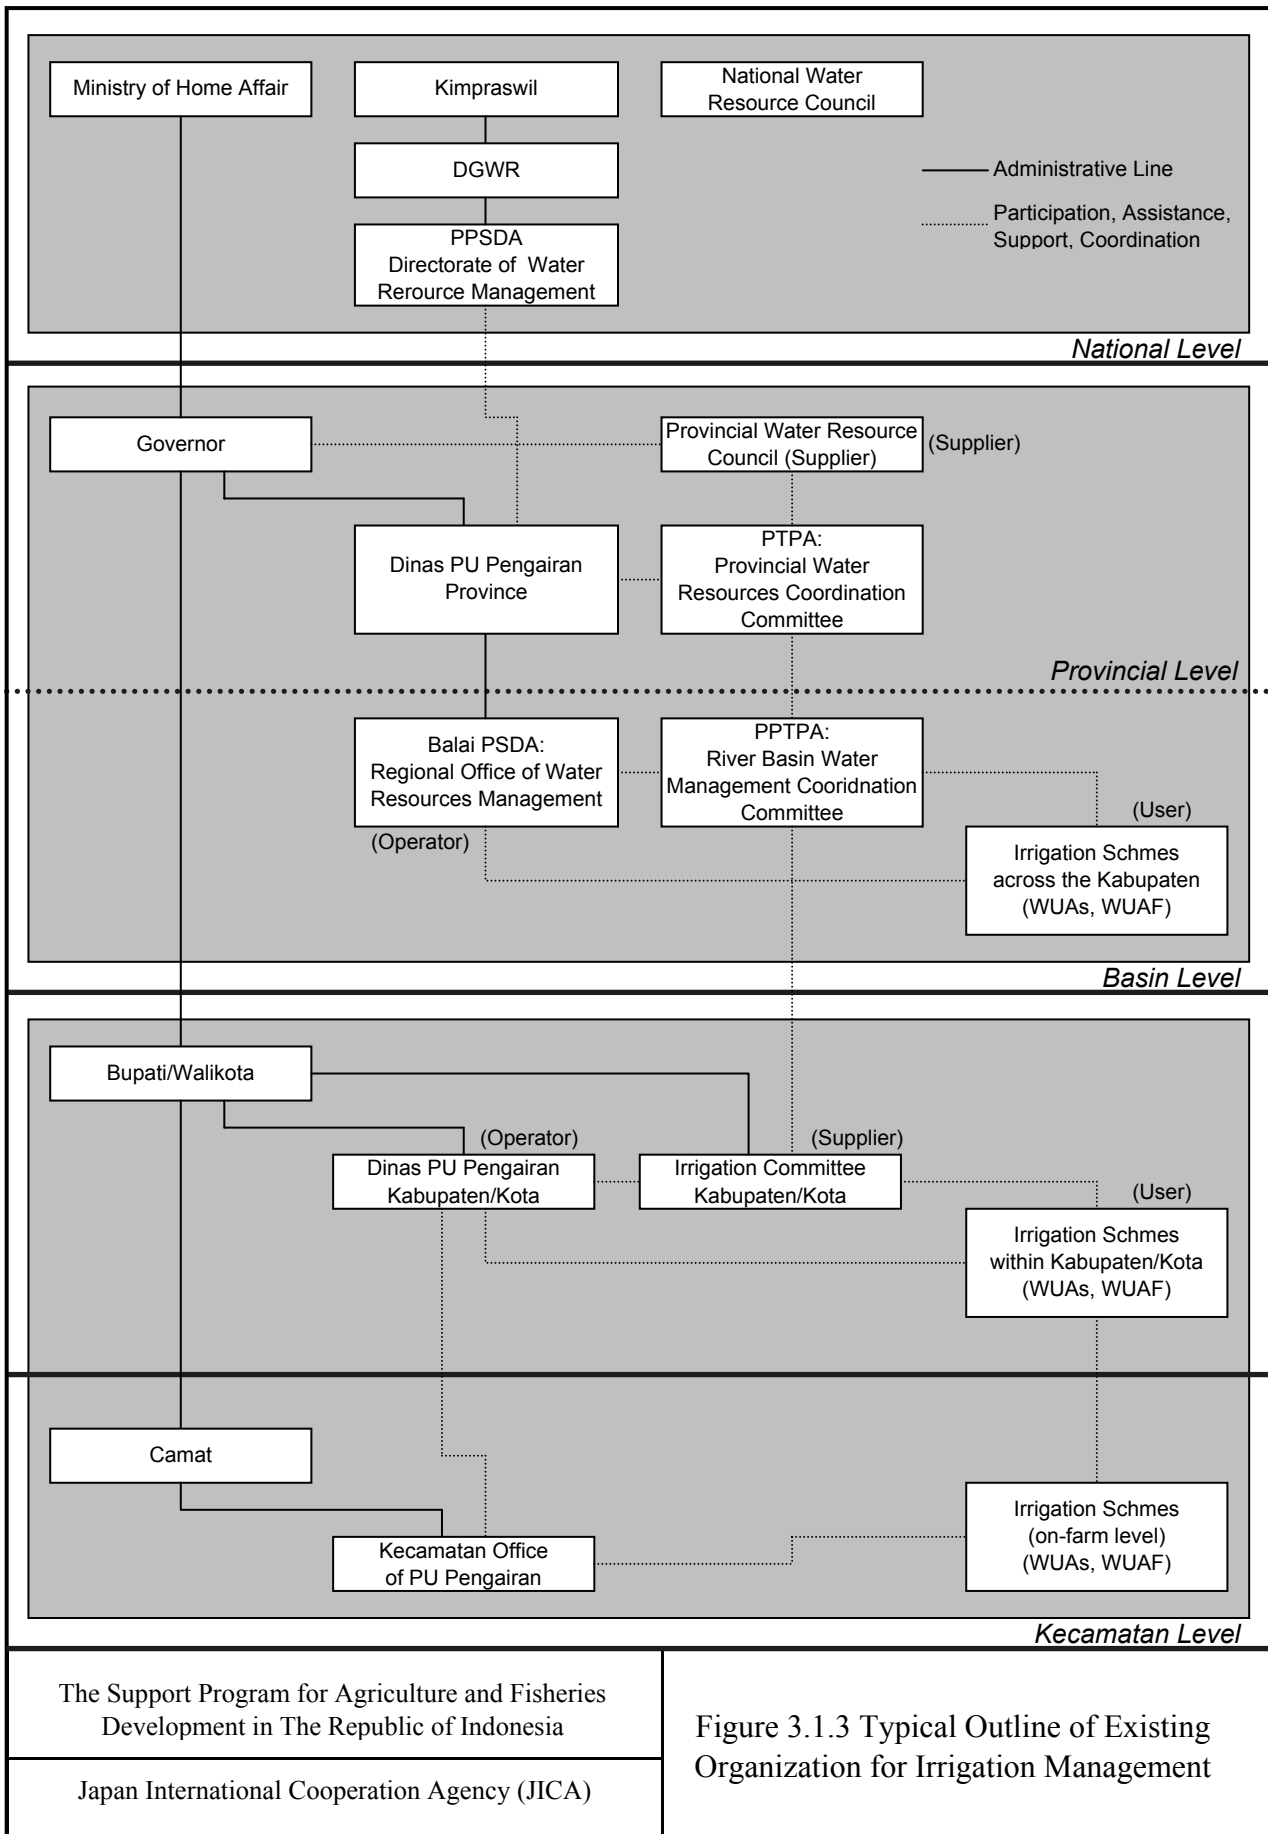 Ministry of Home Affair
Kimpraswil
National Water
Resource Council
DGWR
Administrative Line
Participation, Assistance,
Support, Coordination
PPSDA
Directorate of Water
Rerource Management
National Level
Governor
Provincial Water Resource
Council (Supplier)
(Supplier)
Dinas PU Pengairan
Province
PTPA:
Provincial Water
Resources Coordination
Committee
Provincial Level
Balai PSDA:
Regional Office of Water
Resources Management
(Operator)
PPTPA:
River Basin Water
Management Cooridnation
Committee
(User)
Irrigation Schmes
across the Kabupaten
(WUAs, WUAF)
Basin Level
Bupati/Walikota
(Operator)
Dinas PU Pengairan
Kabupaten/Kota
(Supplier)
Irrigation Committee
Kabupaten/Kota
(User)
Irrigation Schmes
within Kabupaten/Kota
(WUAs, WUAF)
Camat
Kecamatan Office
of PU Pengairan
Irrigation Schmes
(on-farm level)
(WUAs, WUAF)
Kecamatan Level
The Support Program for Agriculture and Fisheries
Development in The Republic of Indonesia
Japan International Cooperation Agency (JICA)
Figure 3.1.3 Typical Outline of Existing
Organization for Irrigation Management